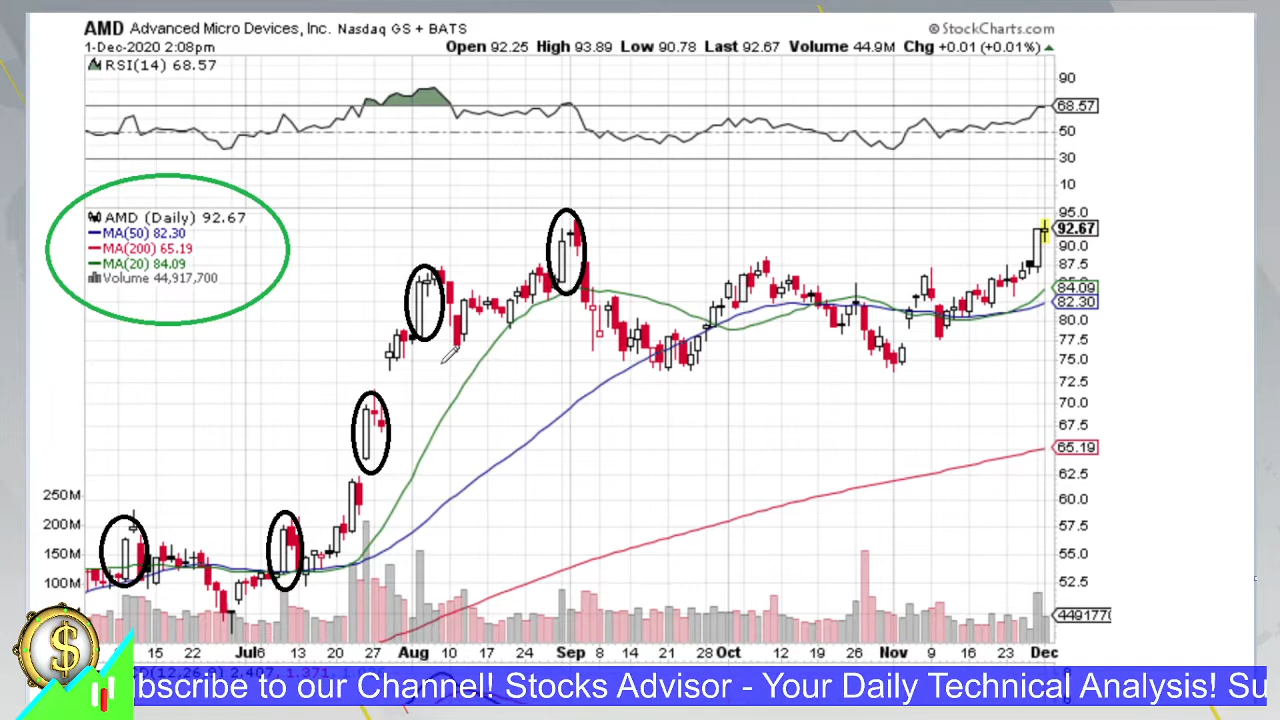 AMD Advanced Micro Devices, Inc. Nasdaq GS + BATS
© StockCharts.com
1-Dec-2020 2:08pm
Open 92.25 High 93.89 Low 90.78 Last 92.67 Volume 44.9M Chg +0.01 (+0.01%)
RSI(14) 68.57
90
68.57
50
30
10
AMD (Daily) 92.67
MA(50) 82.30
MA(200) 65.19
MA(20) 84.09
Volume 44,917,700
95.0
92.67
90.0
87.5
84.09
82.30
80.0
77.5
75.0
72.5
70.0
67.5
65.19
62.5
60.0
57.5
55.0
52.5
4491770
250M
200M
150M
100M
15 22 Jul6 13 20 27 Aug 10 17 24 Sep 8 14 21 28 Oct 12 19 26 Nov 9 16 23 Dec
bscribe to our Channel! Stocks Advisor - Your Daily Technical Analysis! Su
$